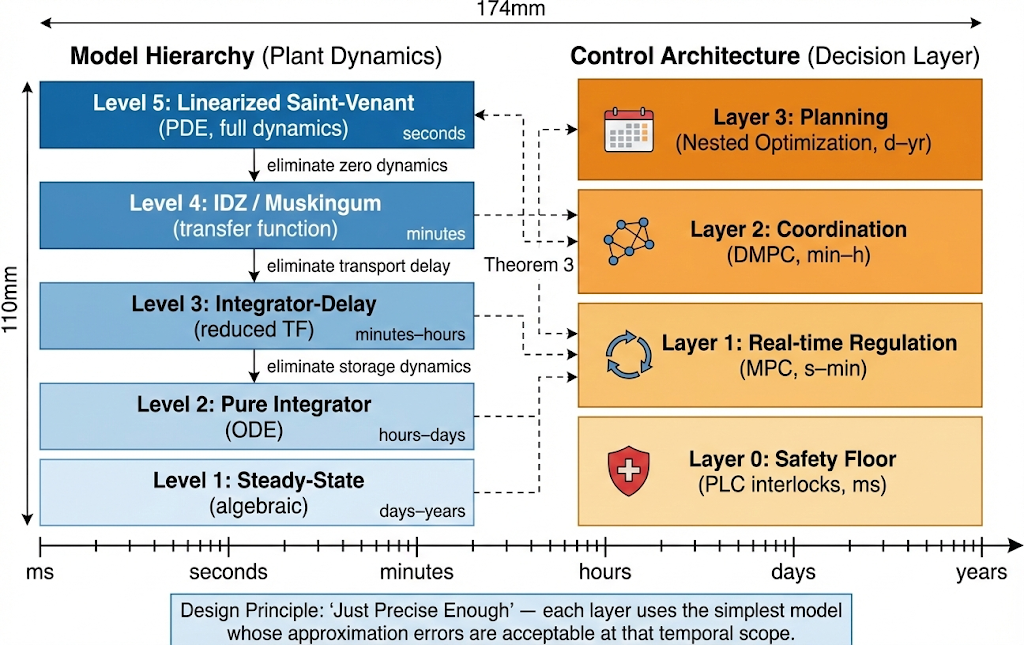 174mm
Model Hierarchy (Plant Dynamics)
Control Architecture (Decision Layer)
110mm
Level 5: Linearized Saint-Venant
(PDE, full dynamics)
seconds
eliminate zero dynamics
Level 4: IDZ / Muskingum
(transfer function)
minutes
eliminate transport delay
Level 3: Integrator-Delay
(reduced TF)
minutes–hours
eliminate storage dynamics
Level 2: Pure Integrator
(ODE)
hours–days
Level 1: Steady-State
(algebraic)
days–years
Theorem 3
Layer 3: Planning
(Nested Optimization, d–yr)
Layer 2: Coordination
(DMPC, min–h)
Layer 1: Real-time Regulation
(MPC, s–min)
Layer 0: Safety Floor
(PLC interlocks, ms)
ms
seconds
minutes
hours
days
years
Design Principle: ‘Just Precise Enough’ — each layer uses the simplest model
whose approximation errors are acceptable at that temporal scope.